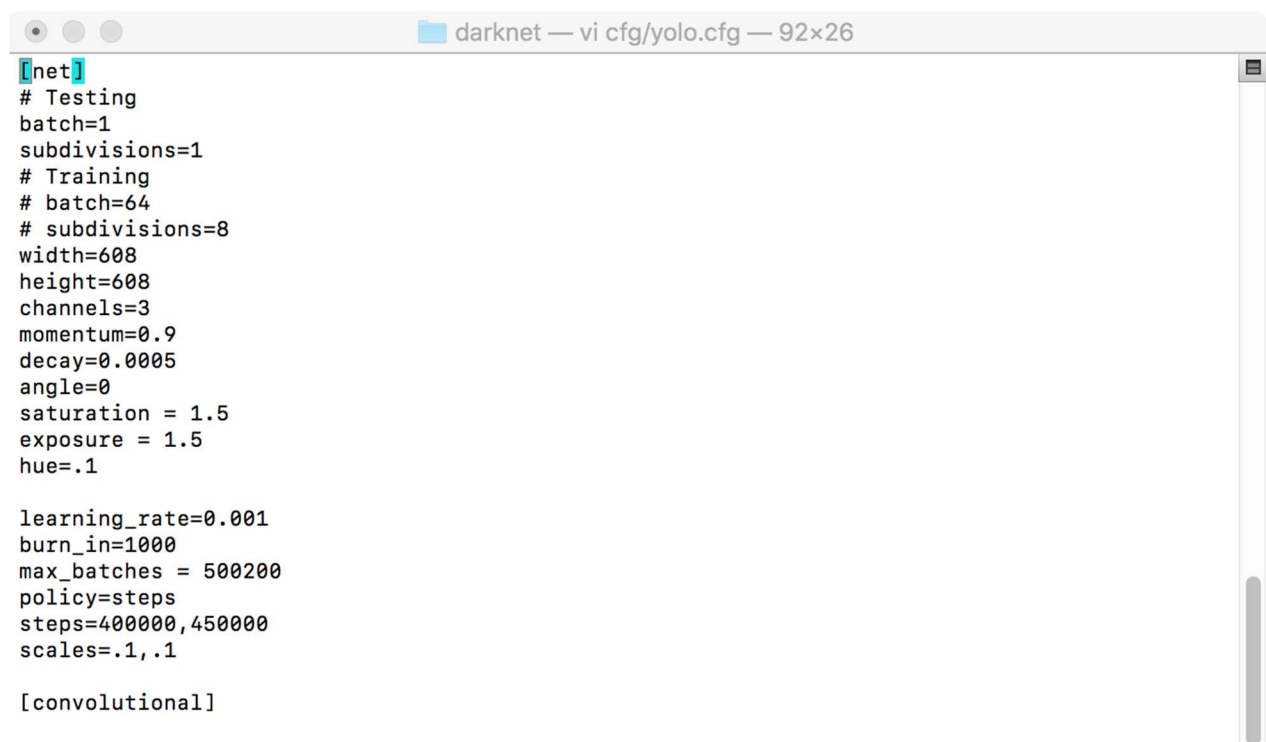 darknet — vi cfg/yolo.cfg — 92×26
[net]
# Testing
batch=1
subdivisions=1
# Training
# batch=64
# subdivisions=8
width=608
height=608
channels=3
momentum=0.9
decay=0.0005
angle=0
saturation = 1.5
exposure = 1.5
hue=.1

learning_rate=0.001
burn_in=1000
max_batches = 500200
policy=steps
steps=400000,450000
scales=.1,.1

[convolutional]